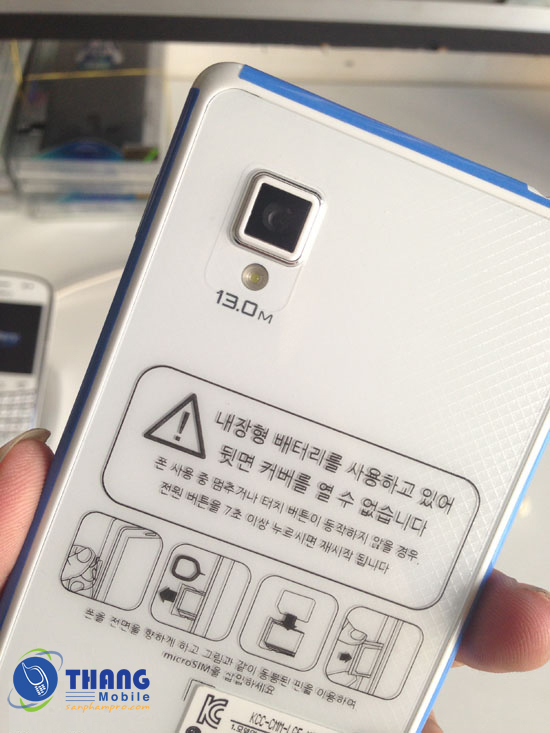 13.0M
내장형 배터리를 사용하고 있어
뒷면 커버를 열 수 없습니다
폰 사용 중 멈추거나 터치 버튼이 동작하지 않을 경우,
전원 버튼을 7초 이상 누르시면 재시작 됩니다
폰을 전면을 향하게 하고 그림과 같이 동봉된 핀을 이용하여
microSIM을 삽입하세요
KCC-CMM-LGE
THANG
Mobile
sanphampro.com